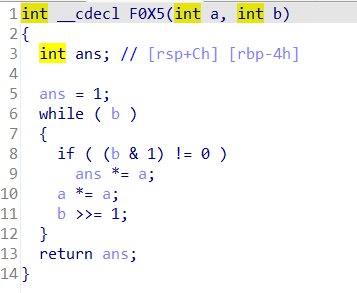 1 int __cdecl F0X5(int a, int b)
2 {
3   int ans; // [rsp+Ch] [rbp-4h]
4
5   ans = 1;
6   while ( b )
7   {
8     if ( (b & 1) != 0 )
9       ans *= a;
10     a *= a;
11     b >>= 1;
12   }
13   return ans;
14 }